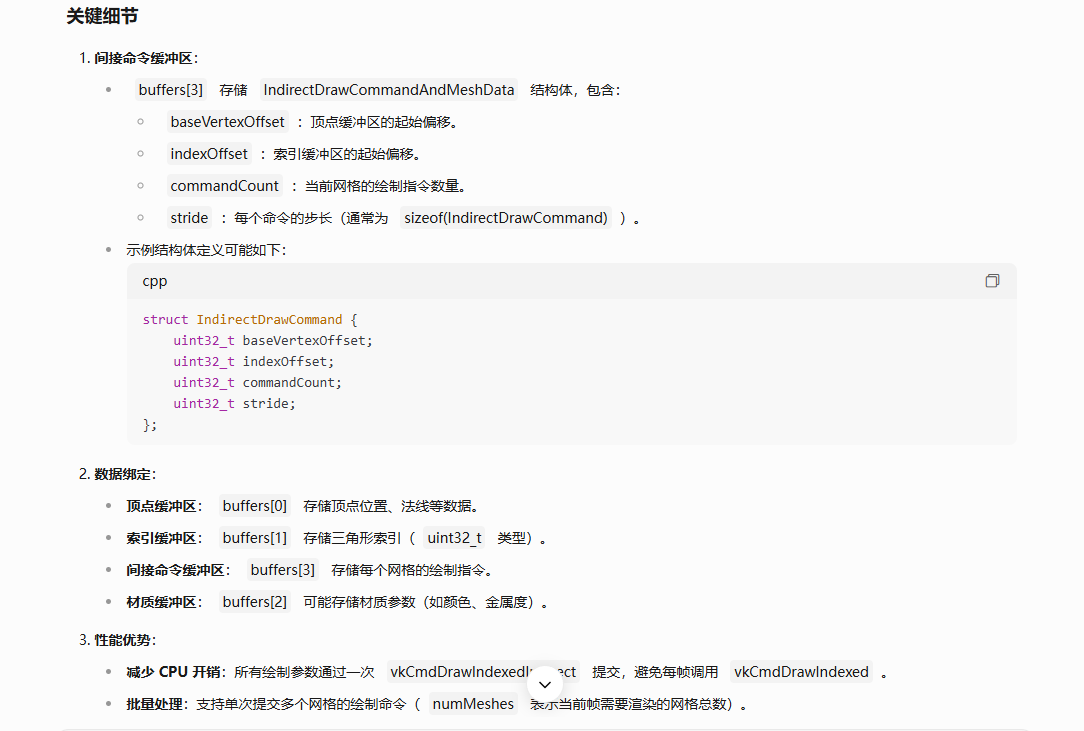 关键细节
1. 间接命令缓冲区：
buffers[3] 存储 IndirectDrawCommandAndMeshData 结构体，包含：
baseVertexOffset ：顶点缓冲区的起始偏移。
indexOffset ：索引缓冲区的起始偏移。
commandCount ：当前网格的绘制指令数量。
stride ：每个命令的步长（通常为 sizeof(IndirectDrawCommand) ）。
示例结构体定义可能如下：
cpp
struct IndirectDrawCommand {
    uint32_t baseVertexOffset;
    uint32_t indexOffset;
    uint32_t commandCount;
    uint32_t stride;
};
2. 数据绑定：
顶点缓冲区： buffers[0] 存储顶点位置、法线等数据。
索引缓冲区： buffers[1] 存储三角形索引（ uint32_t 类型）。
间接命令缓冲区： buffers[3] 存储每个网格的绘制指令。
材质缓冲区： buffers[2] 可能存储材质参数（如颜色、金属度）。
3. 性能优势：
减少 CPU 开销：所有绘制参数通过一次 提交，避免每帧调用 vkCmdDrawIndexed 。
批量处理：支持单次提交多个网格的绘制命令（ numMeshes 表示当前帧需要渲染的网格总数）。